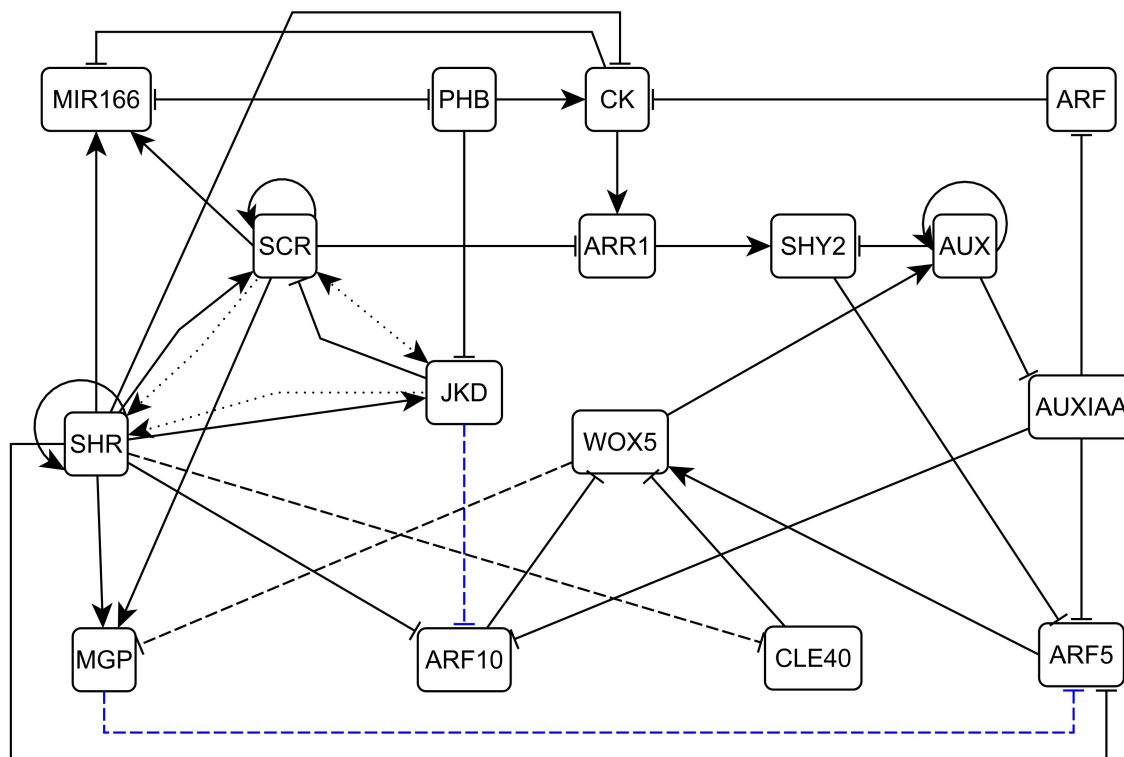 MIR166
PHB
CK
ARF
SCR
ARR1
SHY2
AUX
JKD
AUXIAA
SHR
WOX5
MGP
ARF10
CLE40
ARF5